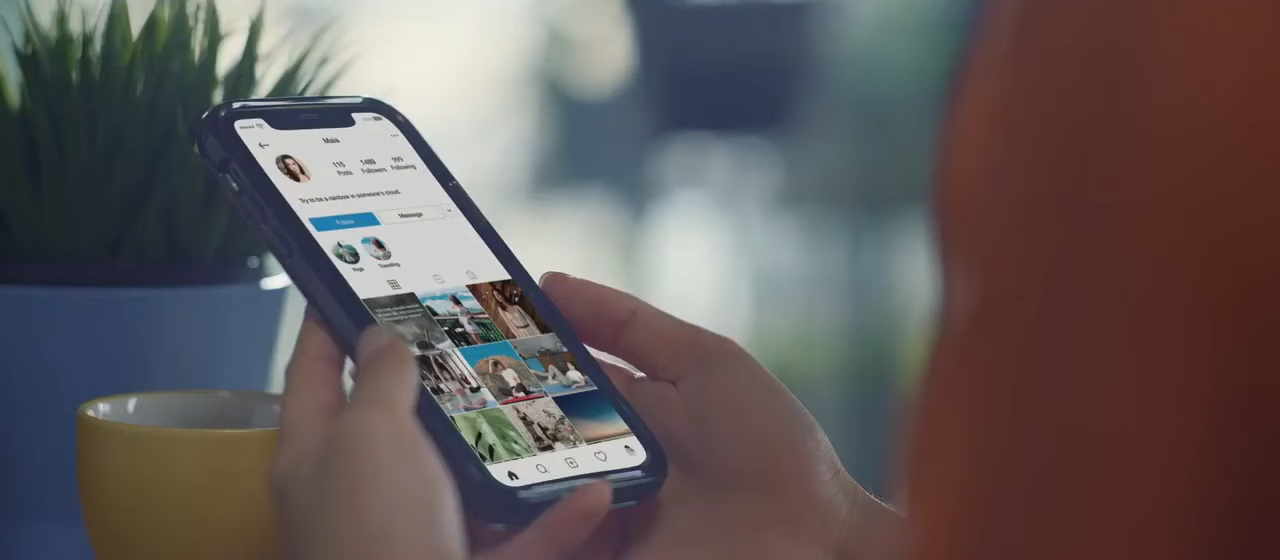 Maia
115 1489 999
Posts Followers Following
Try to be a rainbow in someone's cloud.
Follow Message
Yoga Traveling